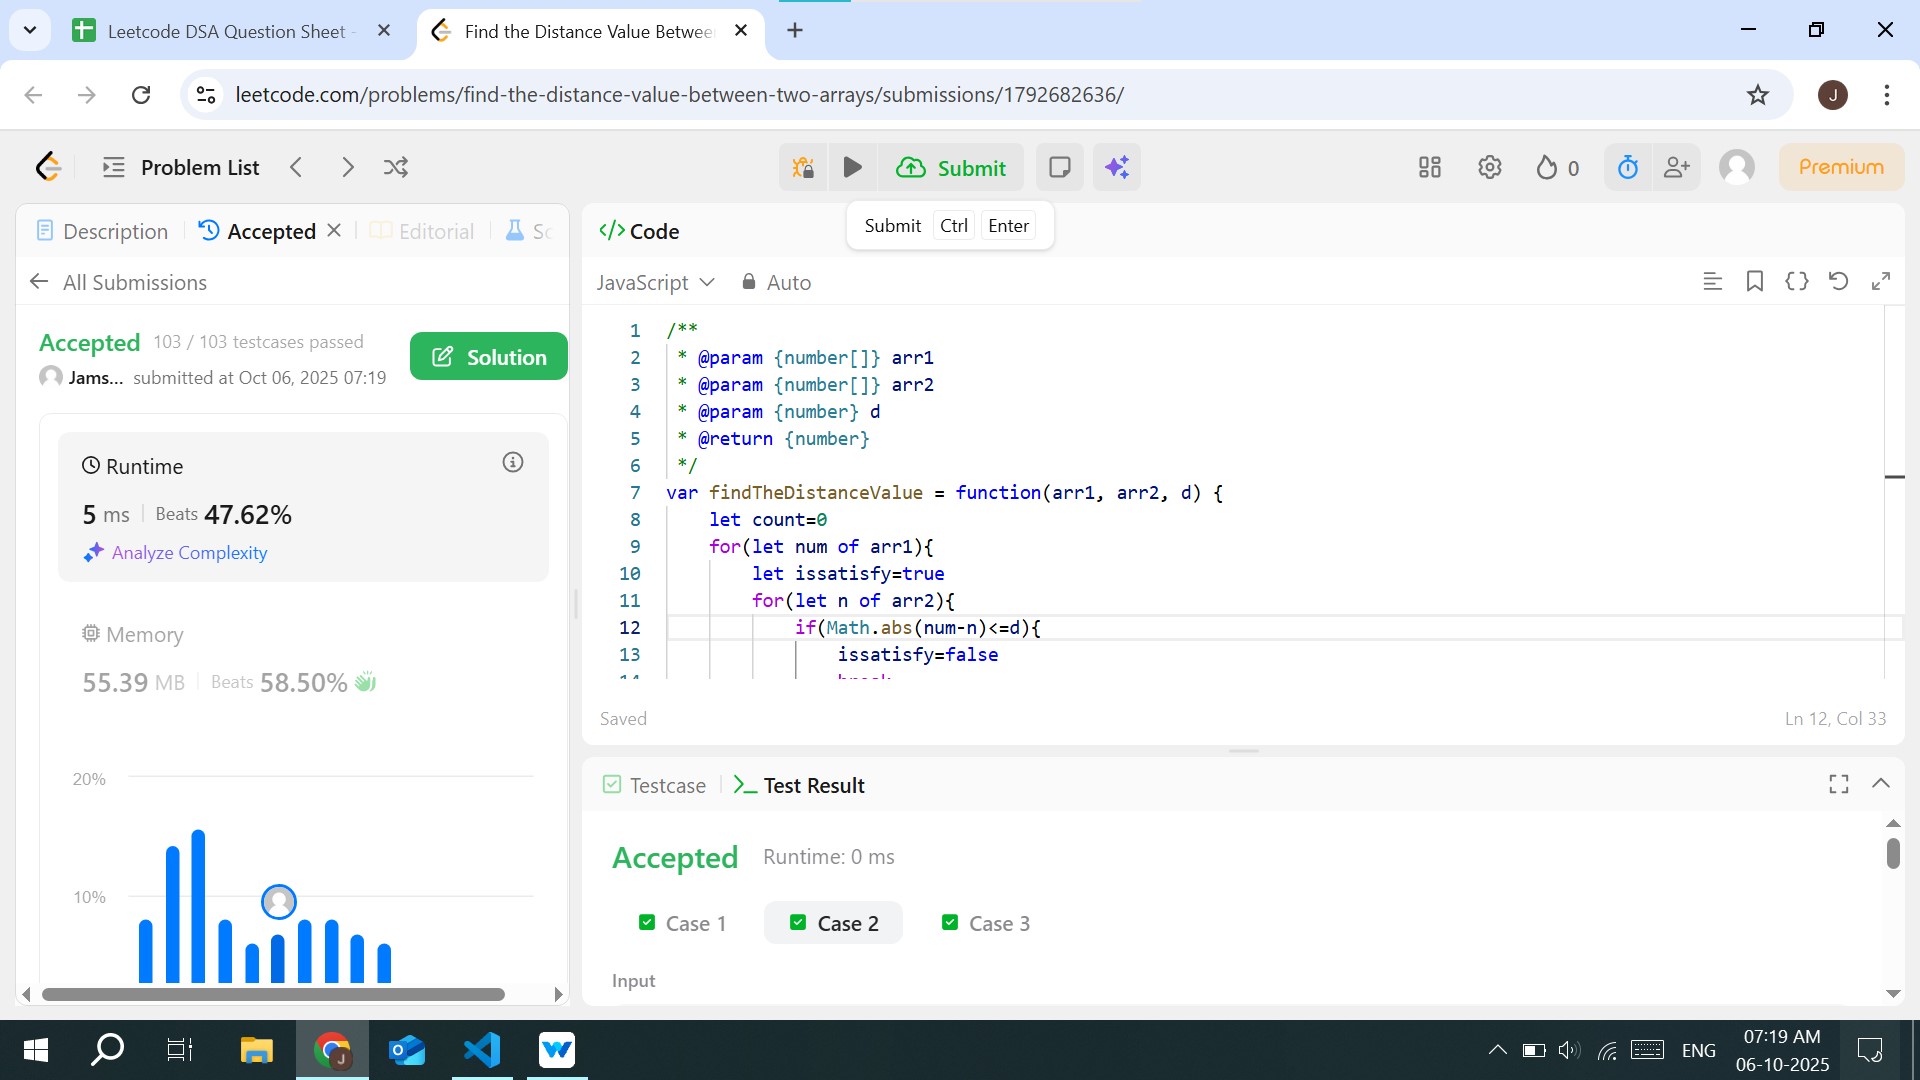 Leetcode DSA Question Sheet -
Find the Distance Value Betwee
leetcode.com/problems/find-the-distance-value-between-two-arrays/submissions/1792682636/
J
Problem List
Submit
0
Premium
Description
Accepted
Editorial
So
Code
Submit Ctrl Enter
All Submissions
JavaScript
Auto
Accepted 103 / 103 testcases passed
Jams... submitted at Oct 06, 2025 07:19
Solution
Runtime
5 ms Beats 47.62%
Analyze Complexity
Memory
55.39 MB Beats 58.50%
20%
10%
1 /**
2 * @param {number[]} arr1
3 * @param {number[]} arr2
4 * @param {number} d
5 * @return {number}
6 */
7 var findTheDistanceValue = function(arr1, arr2, d) {
8 let count=0
9 for(let num of arr1){
10 let issatisfy=true
11 for(let n of arr2){
12 if(Math.abs(num-n)<=d){
13 issatisfy=false
14 break
Saved
Ln 12, Col 33
Testcase
Test Result
Accepted Runtime: 0 ms
Case 1
Case 2
Case 3
Input
J
ENG
07:19 AM
06-10-2025